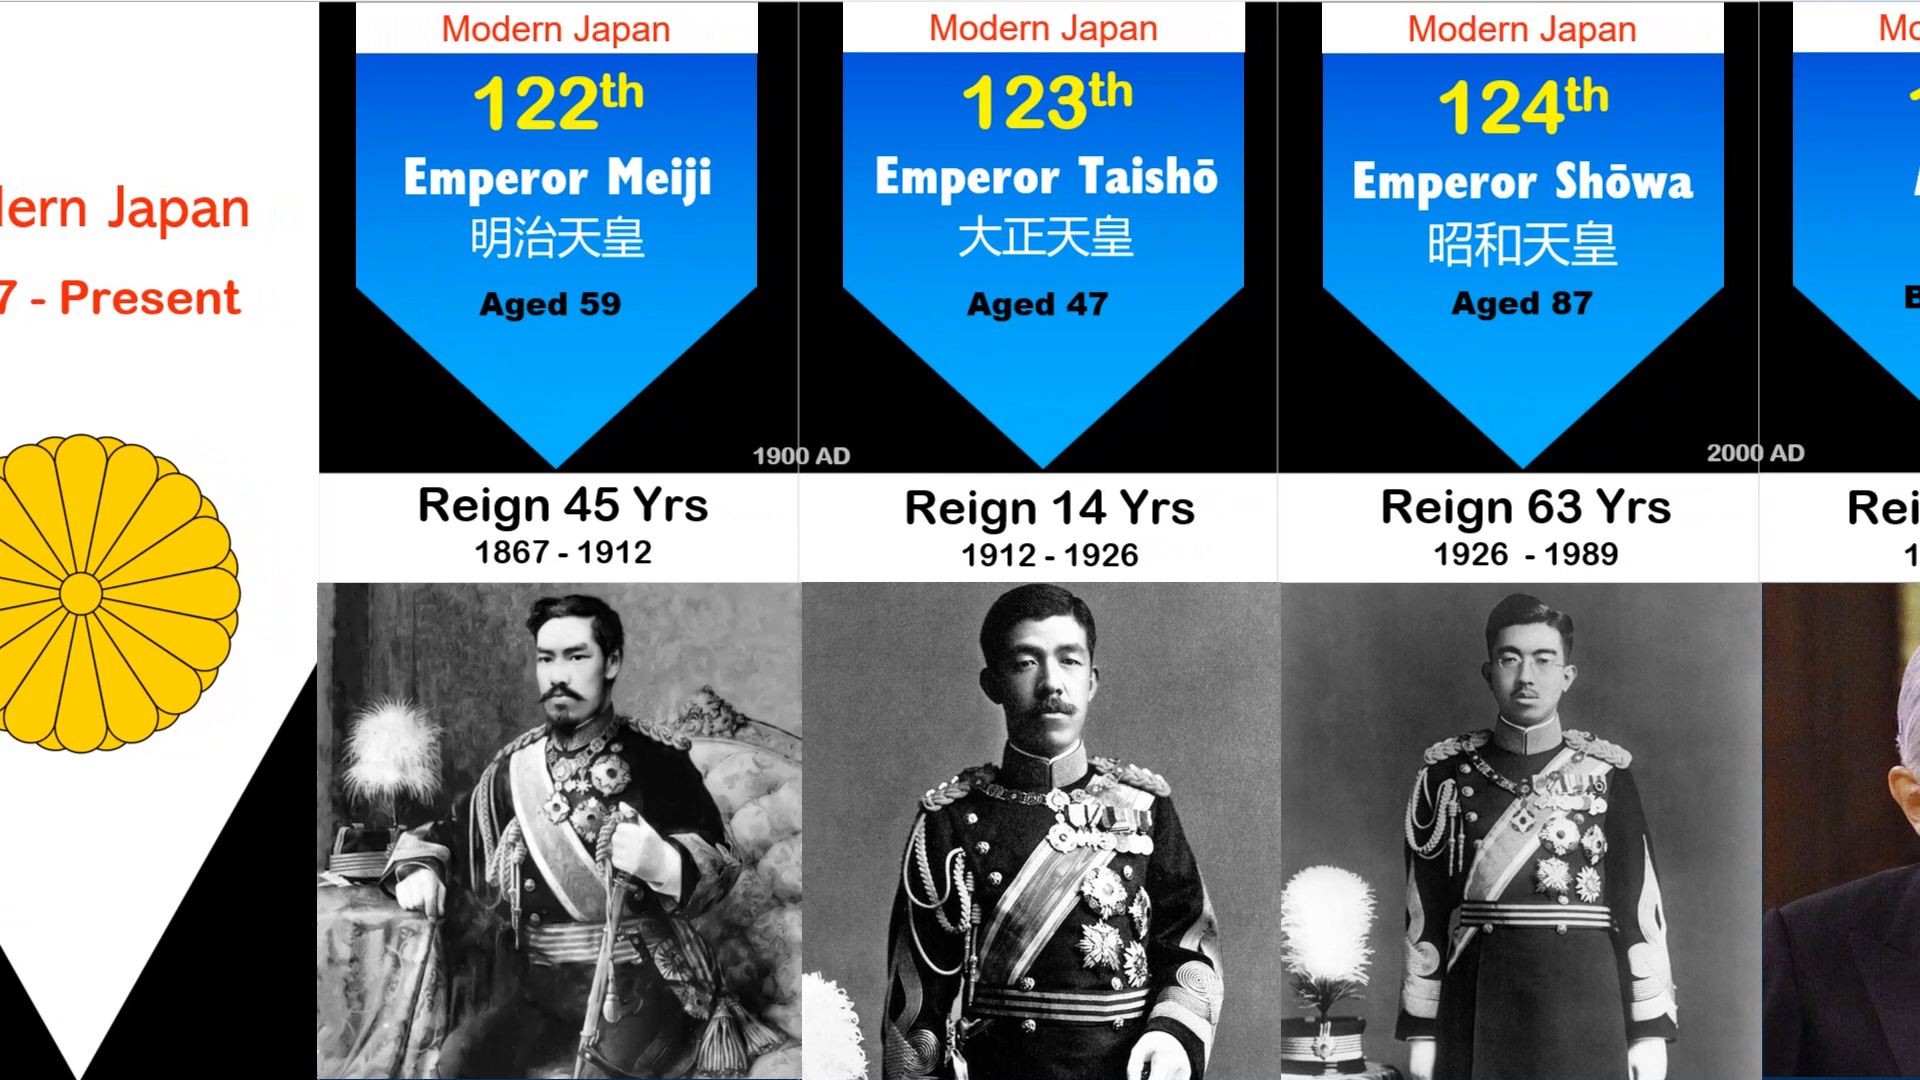 Japan
- Present
Modern Japan
122th
Emperor Meiji
明治天皇
Aged 59
Reign 45 Yrs
1867 - 1912
1900 AD
Modern Japan
123th
Emperor Taishō
大正天皇
Aged 47
Reign 14 Yrs
1912 - 1926
Modern Japan
124th
Emperor Shōwa
昭和天皇
Aged 87
Reign 63 Yrs
1926 - 1989
2000 AD